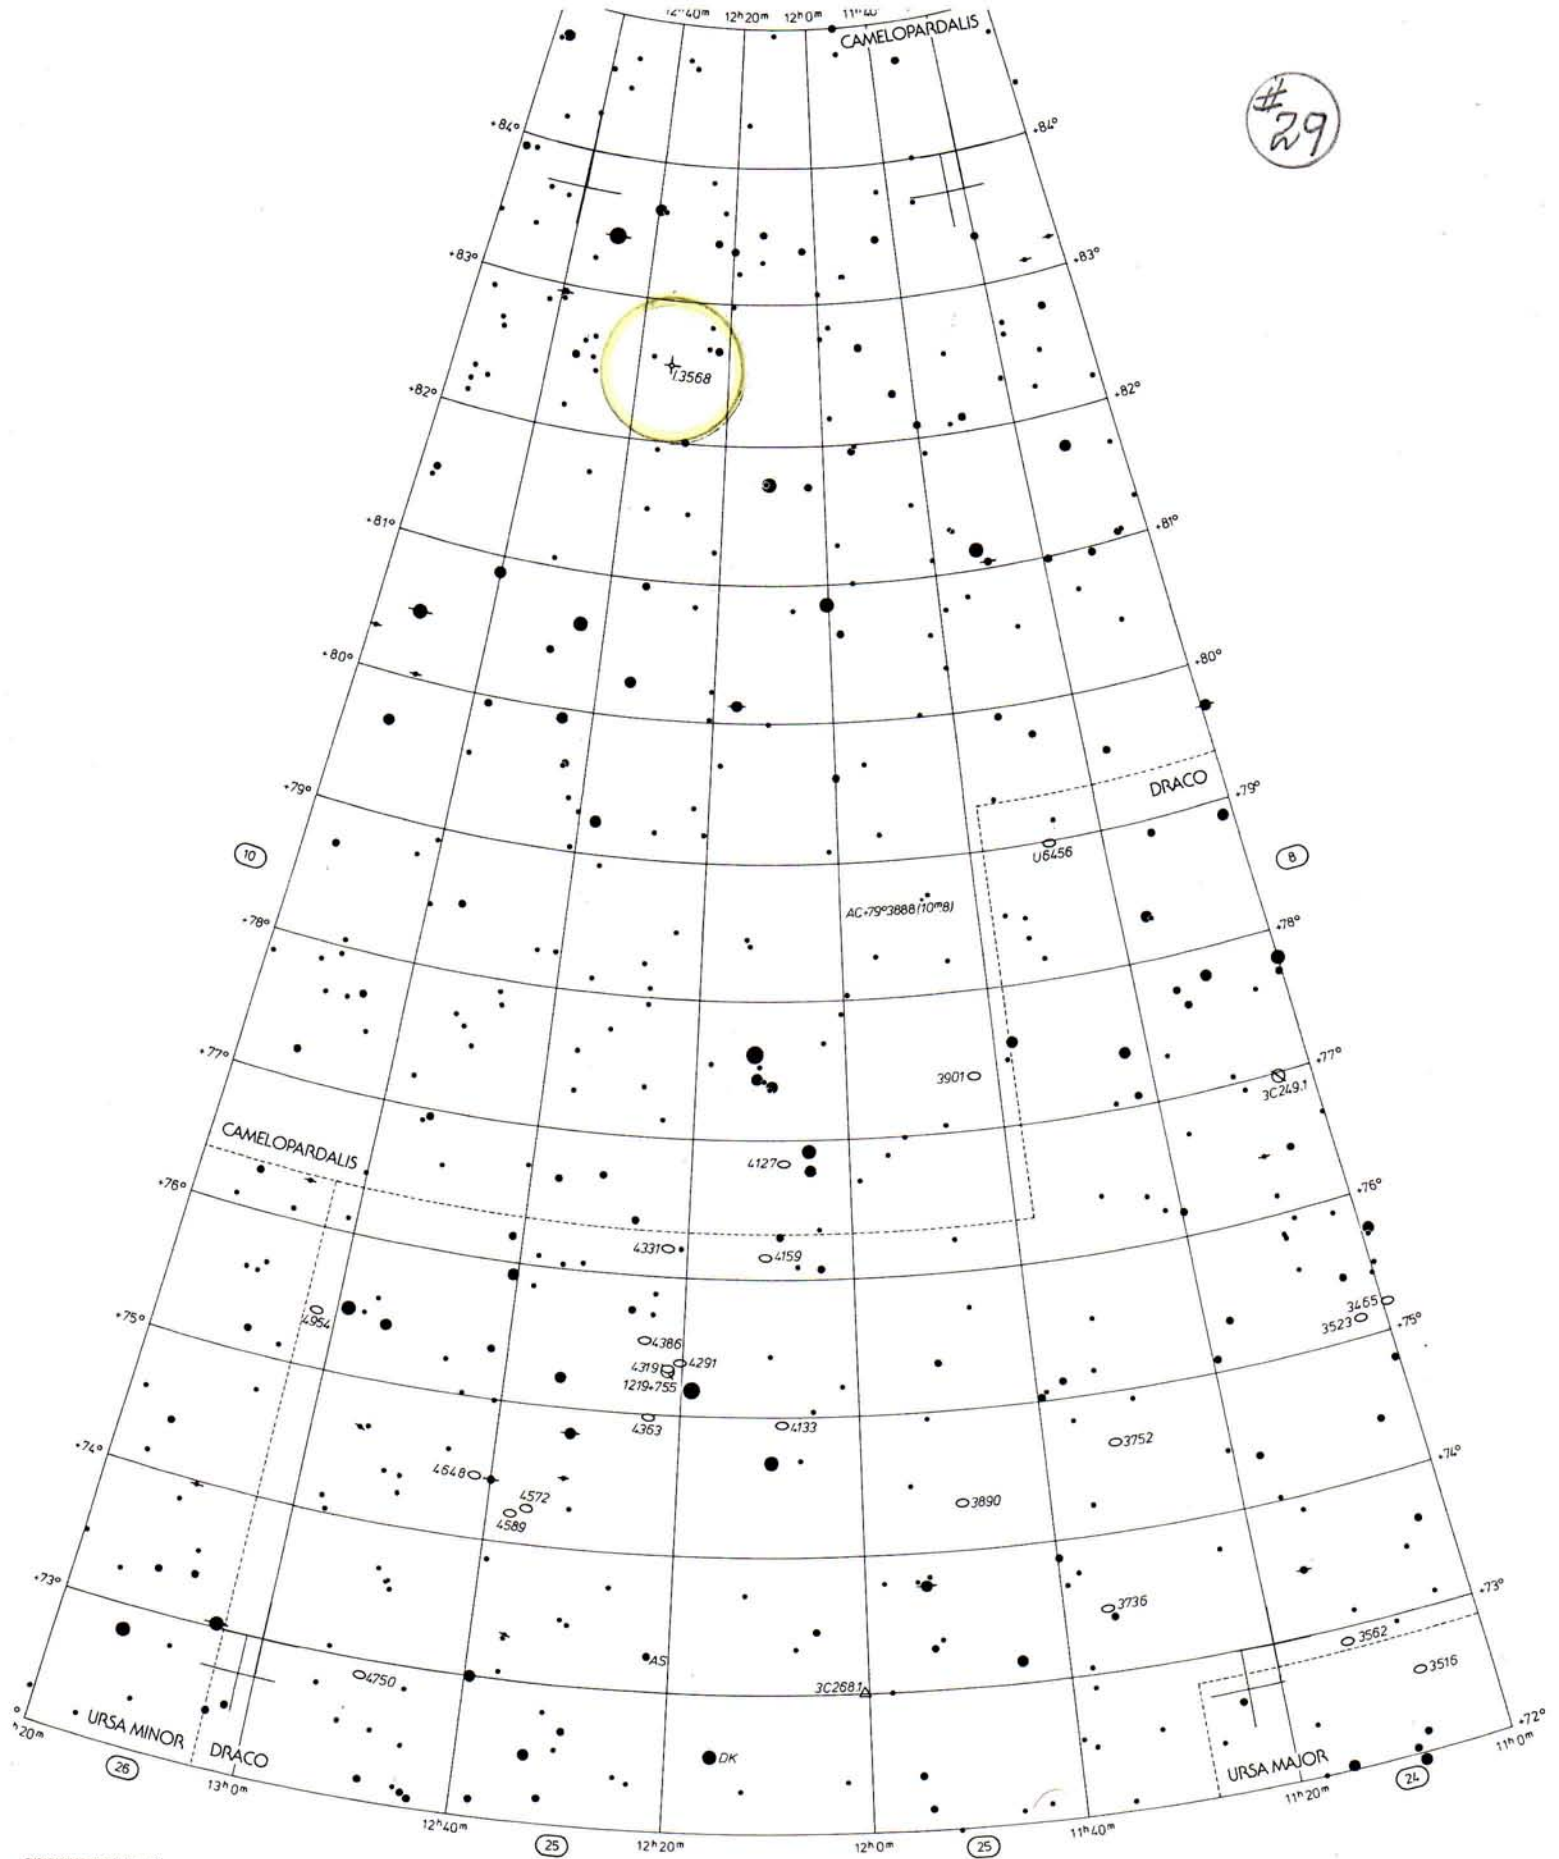 12h20m 12h0m
CAMELOPARDALIS
#
29
+84° +84°
+83° +83°
I.3568
+82° +82°
+81° +81°
+80° +80°
DRACO
+79° +79°
10
U6456
8
AC+79°3888(10m8)
+78° +78°
+77° +77°
3901
3C249.1
CAMELOPARDALIS
4127
+76° +76°
4331
4159
4954
3465
3523
+75° +75°
4386
4319 4291
1219+755
4363
4133
3752
+74° +74°
4648
4572
4589
3890
+73° +73°
3736
3562
AS
3516
4750
3C268.1
+72°
h20m
URSA MINOR
DRACO
DK
11h0m
URSA MAJOR
26
24
13h0m
11h20m
12h40m
12h20m
12h0m
11h40m
25
25